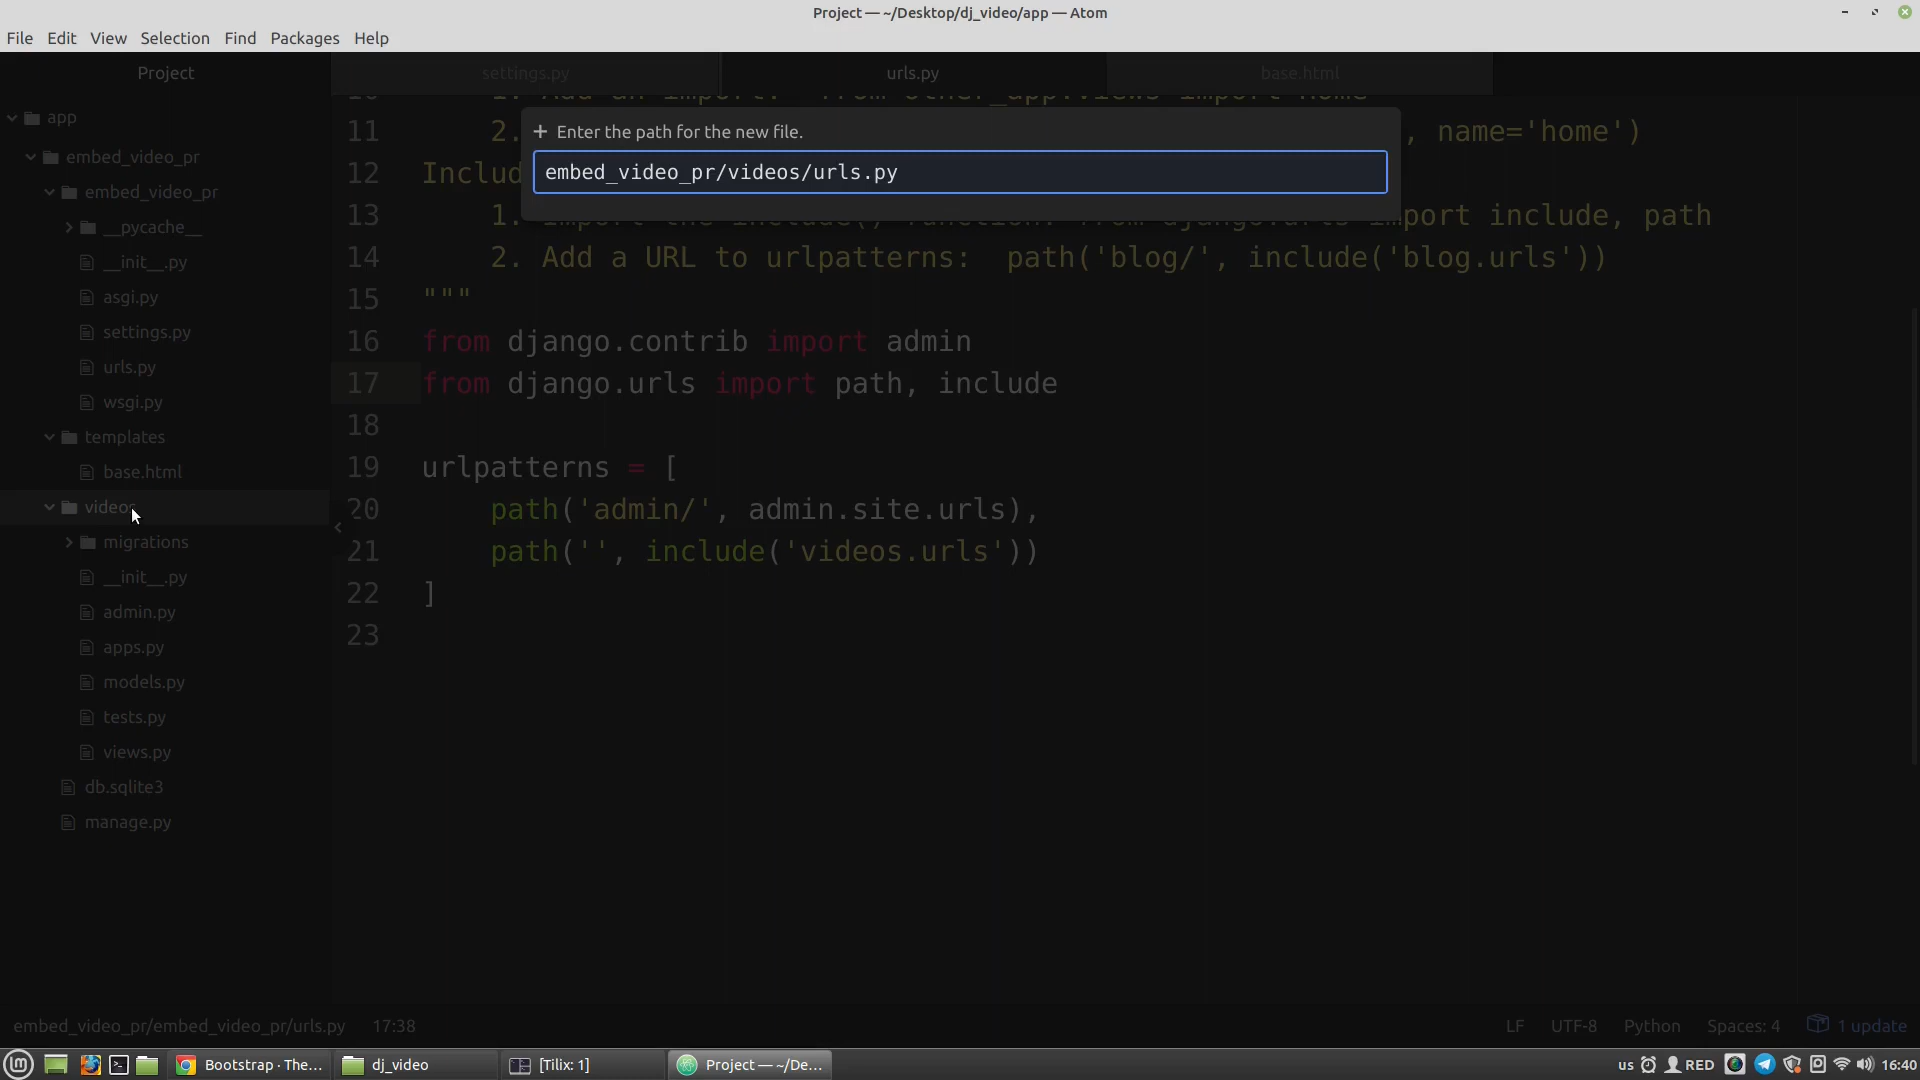 Project — ~/Desktop/dj_video/app — Atom
File Edit View Selection Find Packages Help
Project
settings.py
urls.py
base.html
app
embed_video_pr
embed_video_pr
__pycache__
__init__.py
asgi.py
settings.py
urls.py
wsgi.py
templates
base.html
videos
migrations
__init__.py
admin.py
apps.py
models.py
tests.py
views.py
db.sqlite3
manage.py
+ Enter the path for the new file.
embed_video_pr/videos/urls.py
11 2. , name='home')
12 Includ
13 1. Import the include() function: from django.urls import include, path
14 2. Add a URL to urlpatterns:  path('blog/', include('blog.urls'))
15 """
16 from django.contrib import admin
17 from django.urls import path, include
18
19 urlpatterns = [
20 path('admin/', admin.site.urls),
21 path('', include('videos.urls'))
22 ]
23
embed_video_pr/embed_video_pr/urls.py 17:38
LF UTF-8 Python Spaces: 4 1 update
Bootstrap · The...
dj_video
[Tilix: 1]
Project — ~/De...
us
RED
16:40